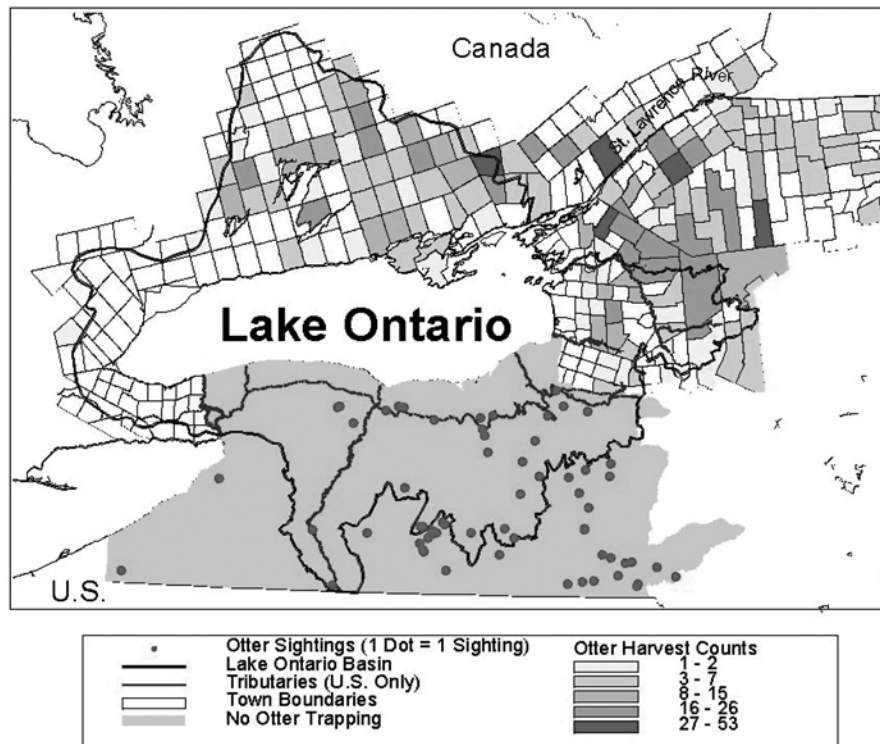 Canada
St. Lawrence River
Lake Ontario
U.S.
Otter Sightings (1 Dot = 1 Sighting)
Lake Ontario Basin
Tributaries (U.S. Only)
Town Boundaries
No Otter Trapping
Otter Harvest Counts
1 - 2
3 - 7
8 - 15
16 - 26
27 - 53